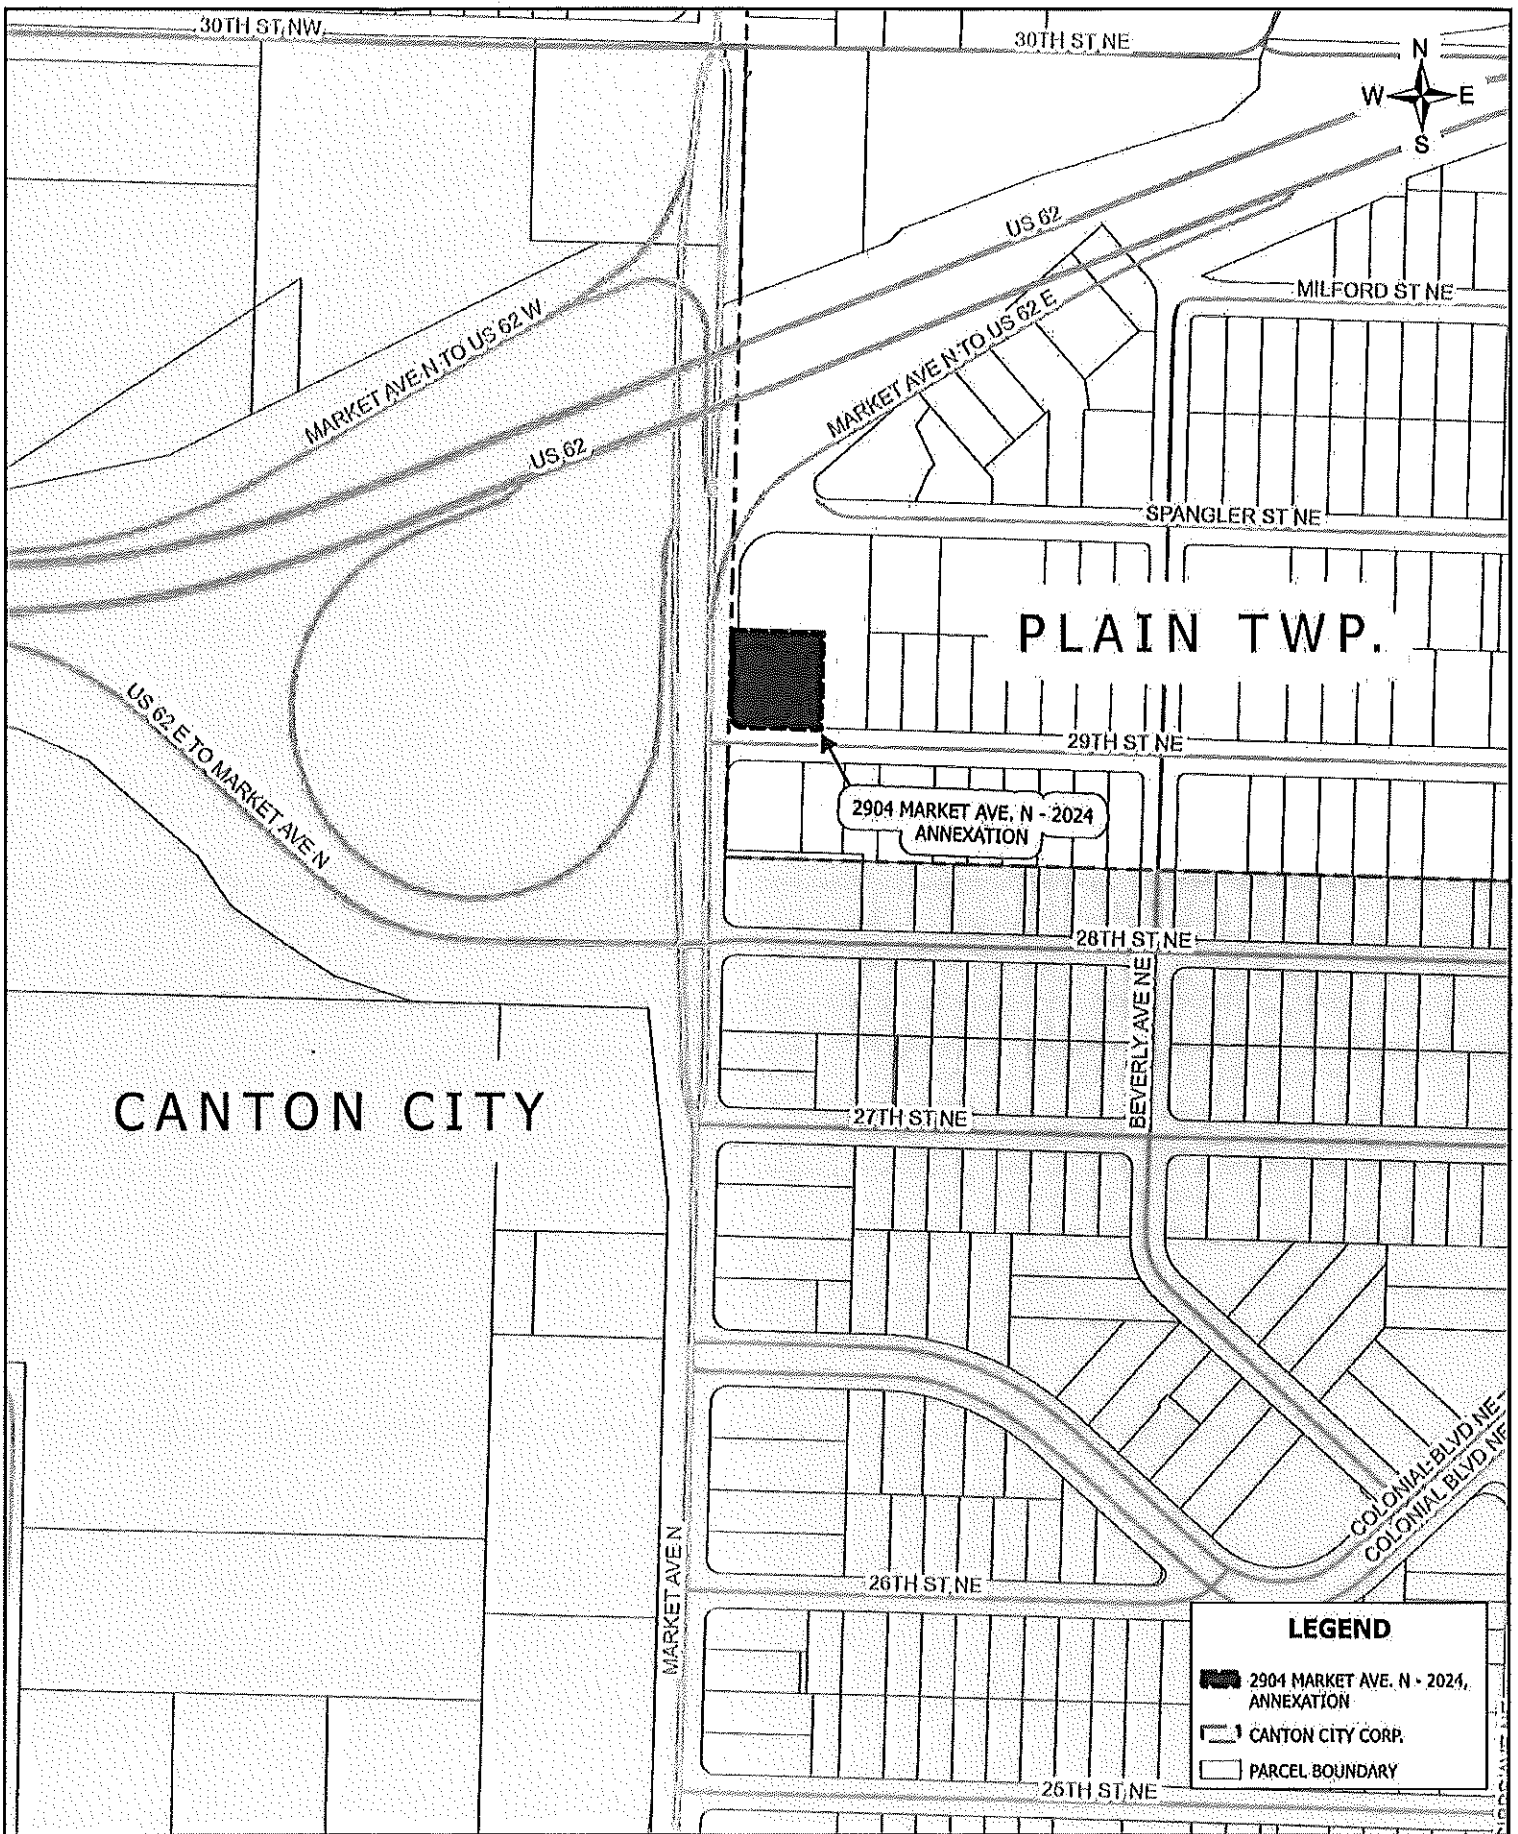 30TH ST NW
30TH ST NE
N
W E
S
US 62
MILFORD ST NE
MARKET AVE N TO US 62 W
MARKET AVE N TO US 62 E
US 62
SPANGLER ST NE
PLAIN TWP.
US 62 E TO MARKET AVE N
29TH ST NE
2904 MARKET AVE. N - 2024
ANNEXATION
28TH ST NE
BEVERLY AVE NE
CANTON CITY
27TH ST NE
COLONIAL BLVD NE
COLONIAL BLVD NE
MARKET AVE N
26TH ST NE
LEGEND
2904 MARKET AVE. N - 2024,
ANNEXATION
CANTON CITY CORP.
PARCEL BOUNDARY
25TH ST NE